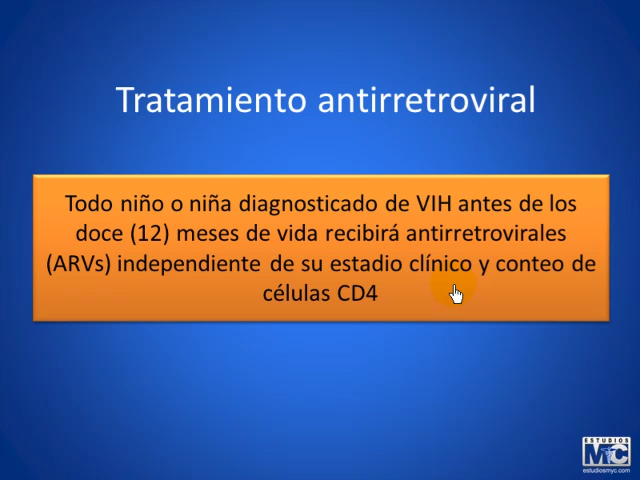 Tratamiento antirretroviral
Todo niño o niña diagnosticado de VIH antes de los
doce (12) meses de vida recibirá antirretrovirales
(ARVs) independiente de su estadio clínico y conteo de
células CD4
ESTUDIOS
MyC
estudiosmyc.com